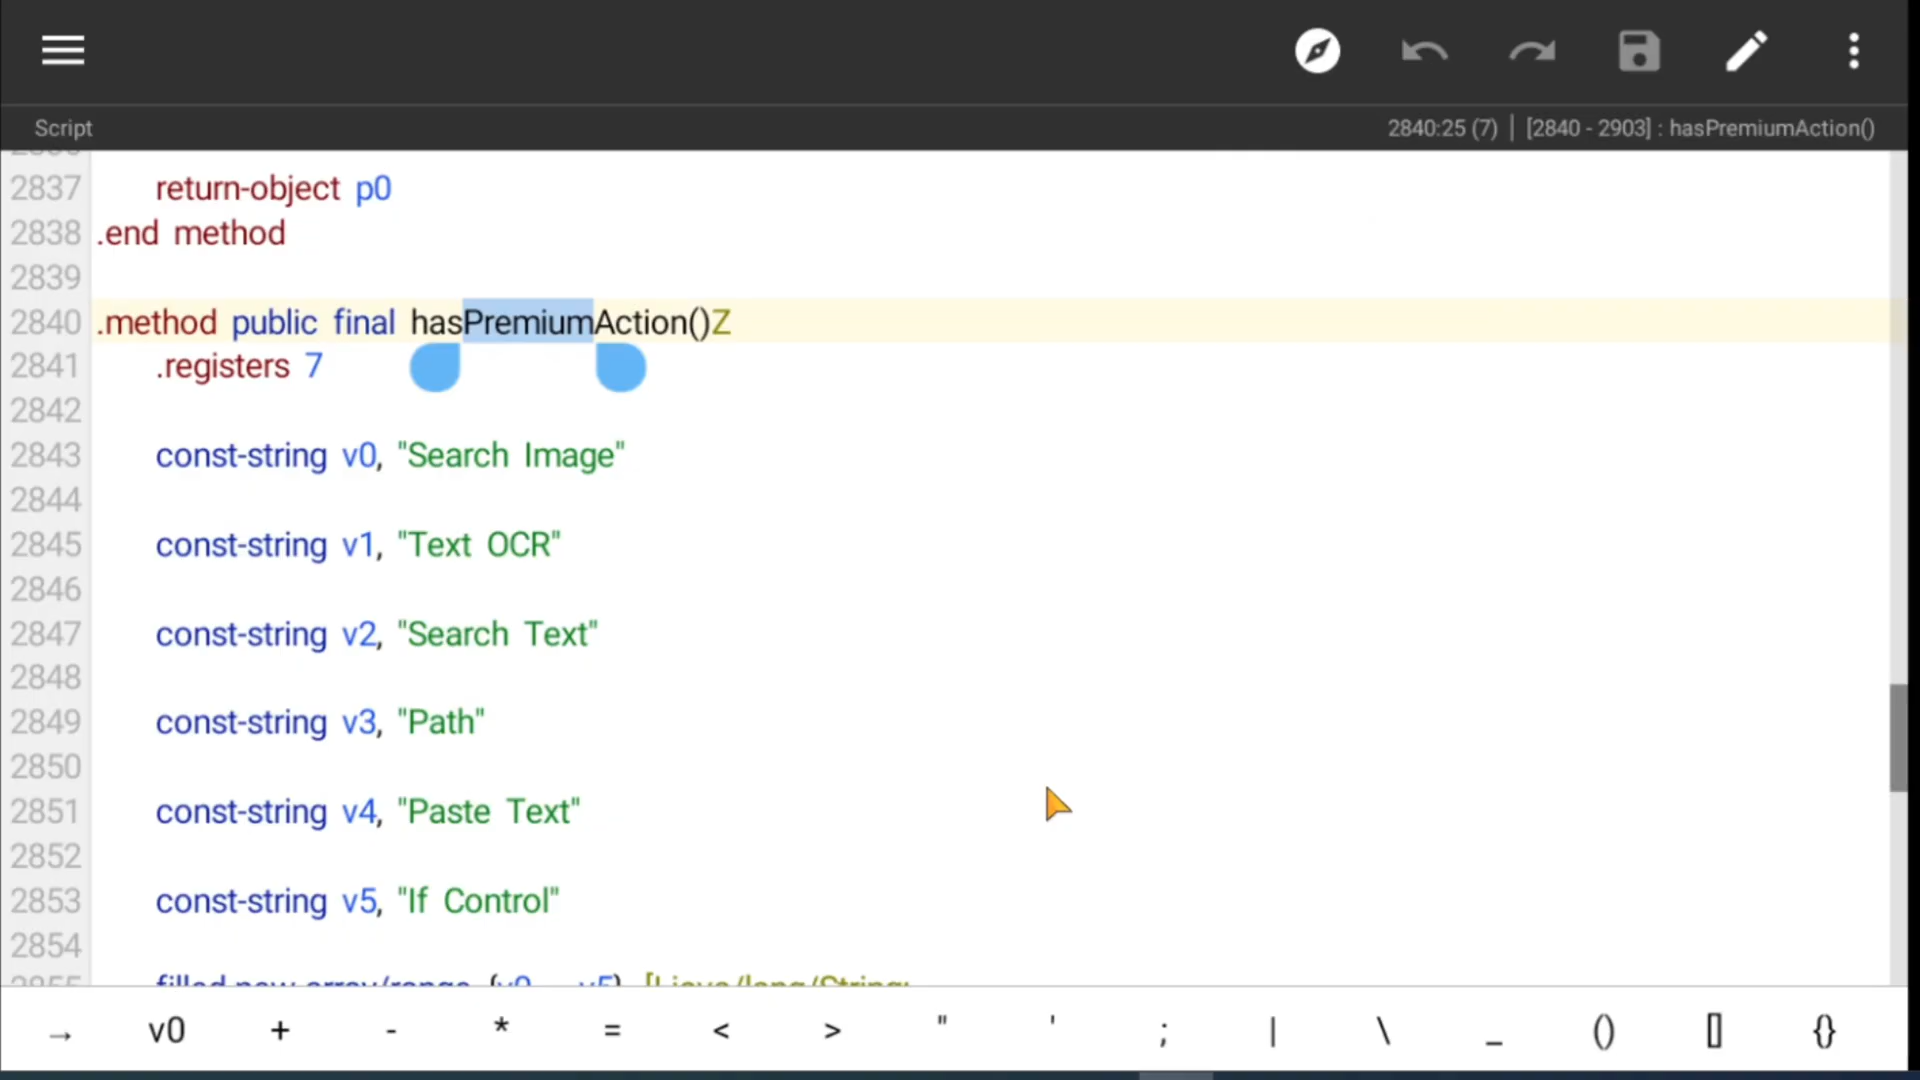 Script 2840:25 (7) | [2840 - 2903] : hasPremiumAction()
2837 return-object p0
2838 .end method
2839
2840 .method public final hasPremiumAction()Z
2841 .registers 7
2842
2843 const-string v0, "Search Image"
2844
2845 const-string v1, "Text OCR"
2846
2847 const-string v2, "Search Text"
2848
2849 const-string v3, "Path"
2850
2851 const-string v4, "Paste Text"
2852
2853 const-string v5, "If Control"
2854
→ v0 + - * = < > " ' ; | \ _ () [] {}